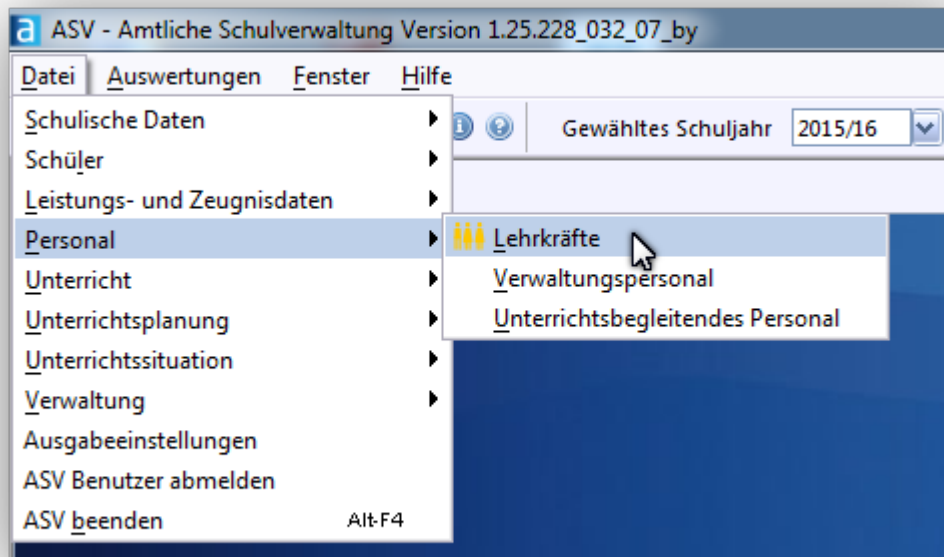 ASV - Amtliche Schulverwaltung Version 1.25.228_032_07_by
Datei Auswertungen Fenster Hilfe
Gewähltes Schuljahr 2015/16
Schulische Daten
Schüler
Leistungs- und Zeugnisdaten
Personal
Lehrkräfte
Verwaltungspersonal
Unterrichtsbegleitendes Personal
Unterricht
Unterrichtsplanung
Unterrichtssituation
Verwaltung
Ausgabeeinstellungen
ASV Benutzer abmelden
ASV beenden Alt-F4